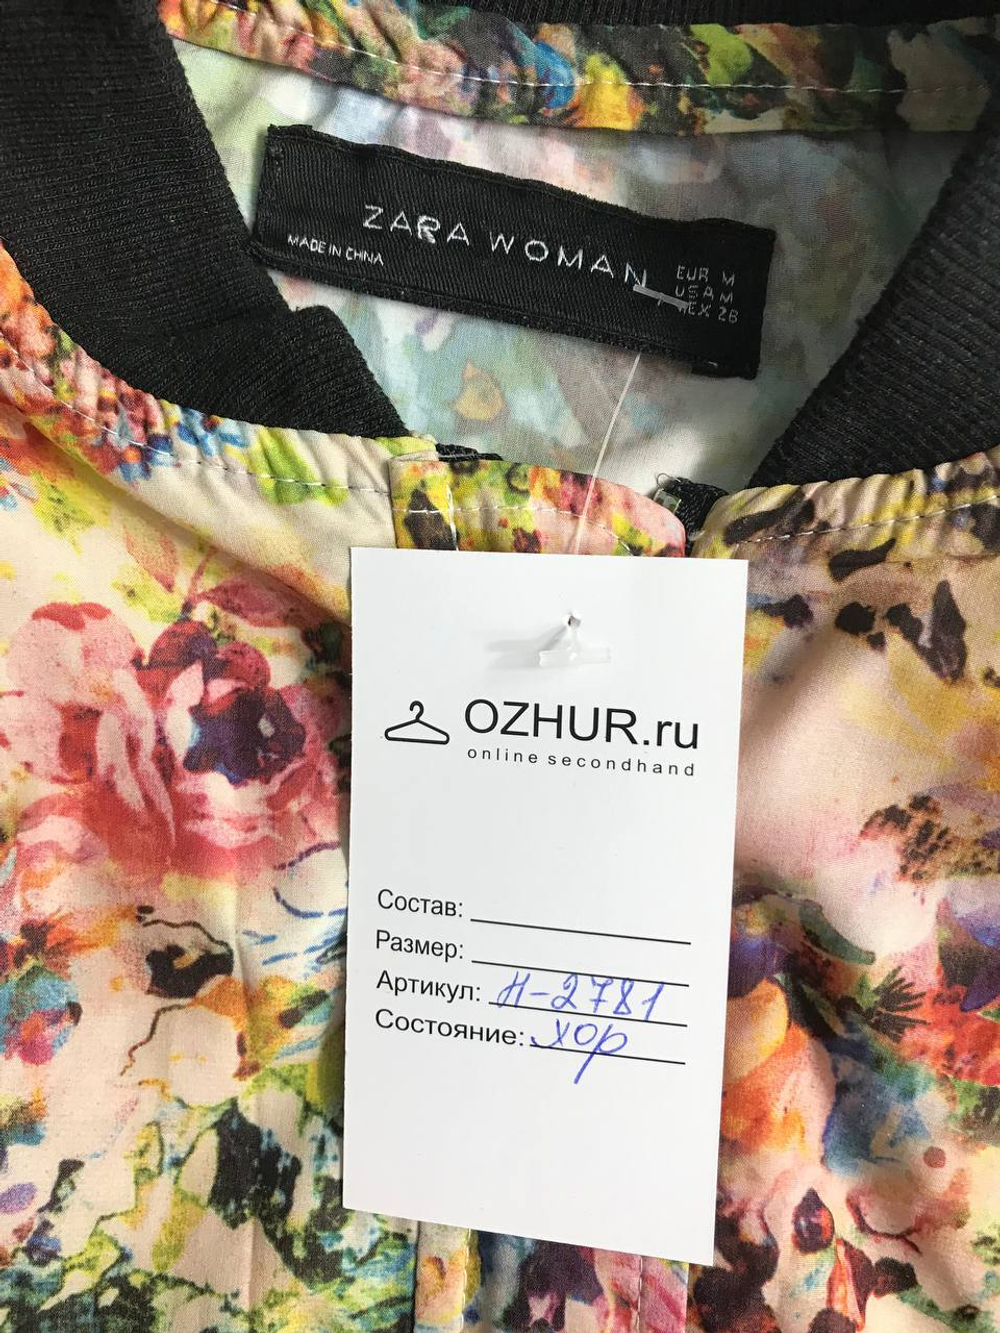 ZARA WOMAN
MADE IN CHINA
EUR M
USA M
MEX 28
OZHUR.ru
online secondhand
Состав:
Размер:
Артикул: Н-2781
Состояние: хор